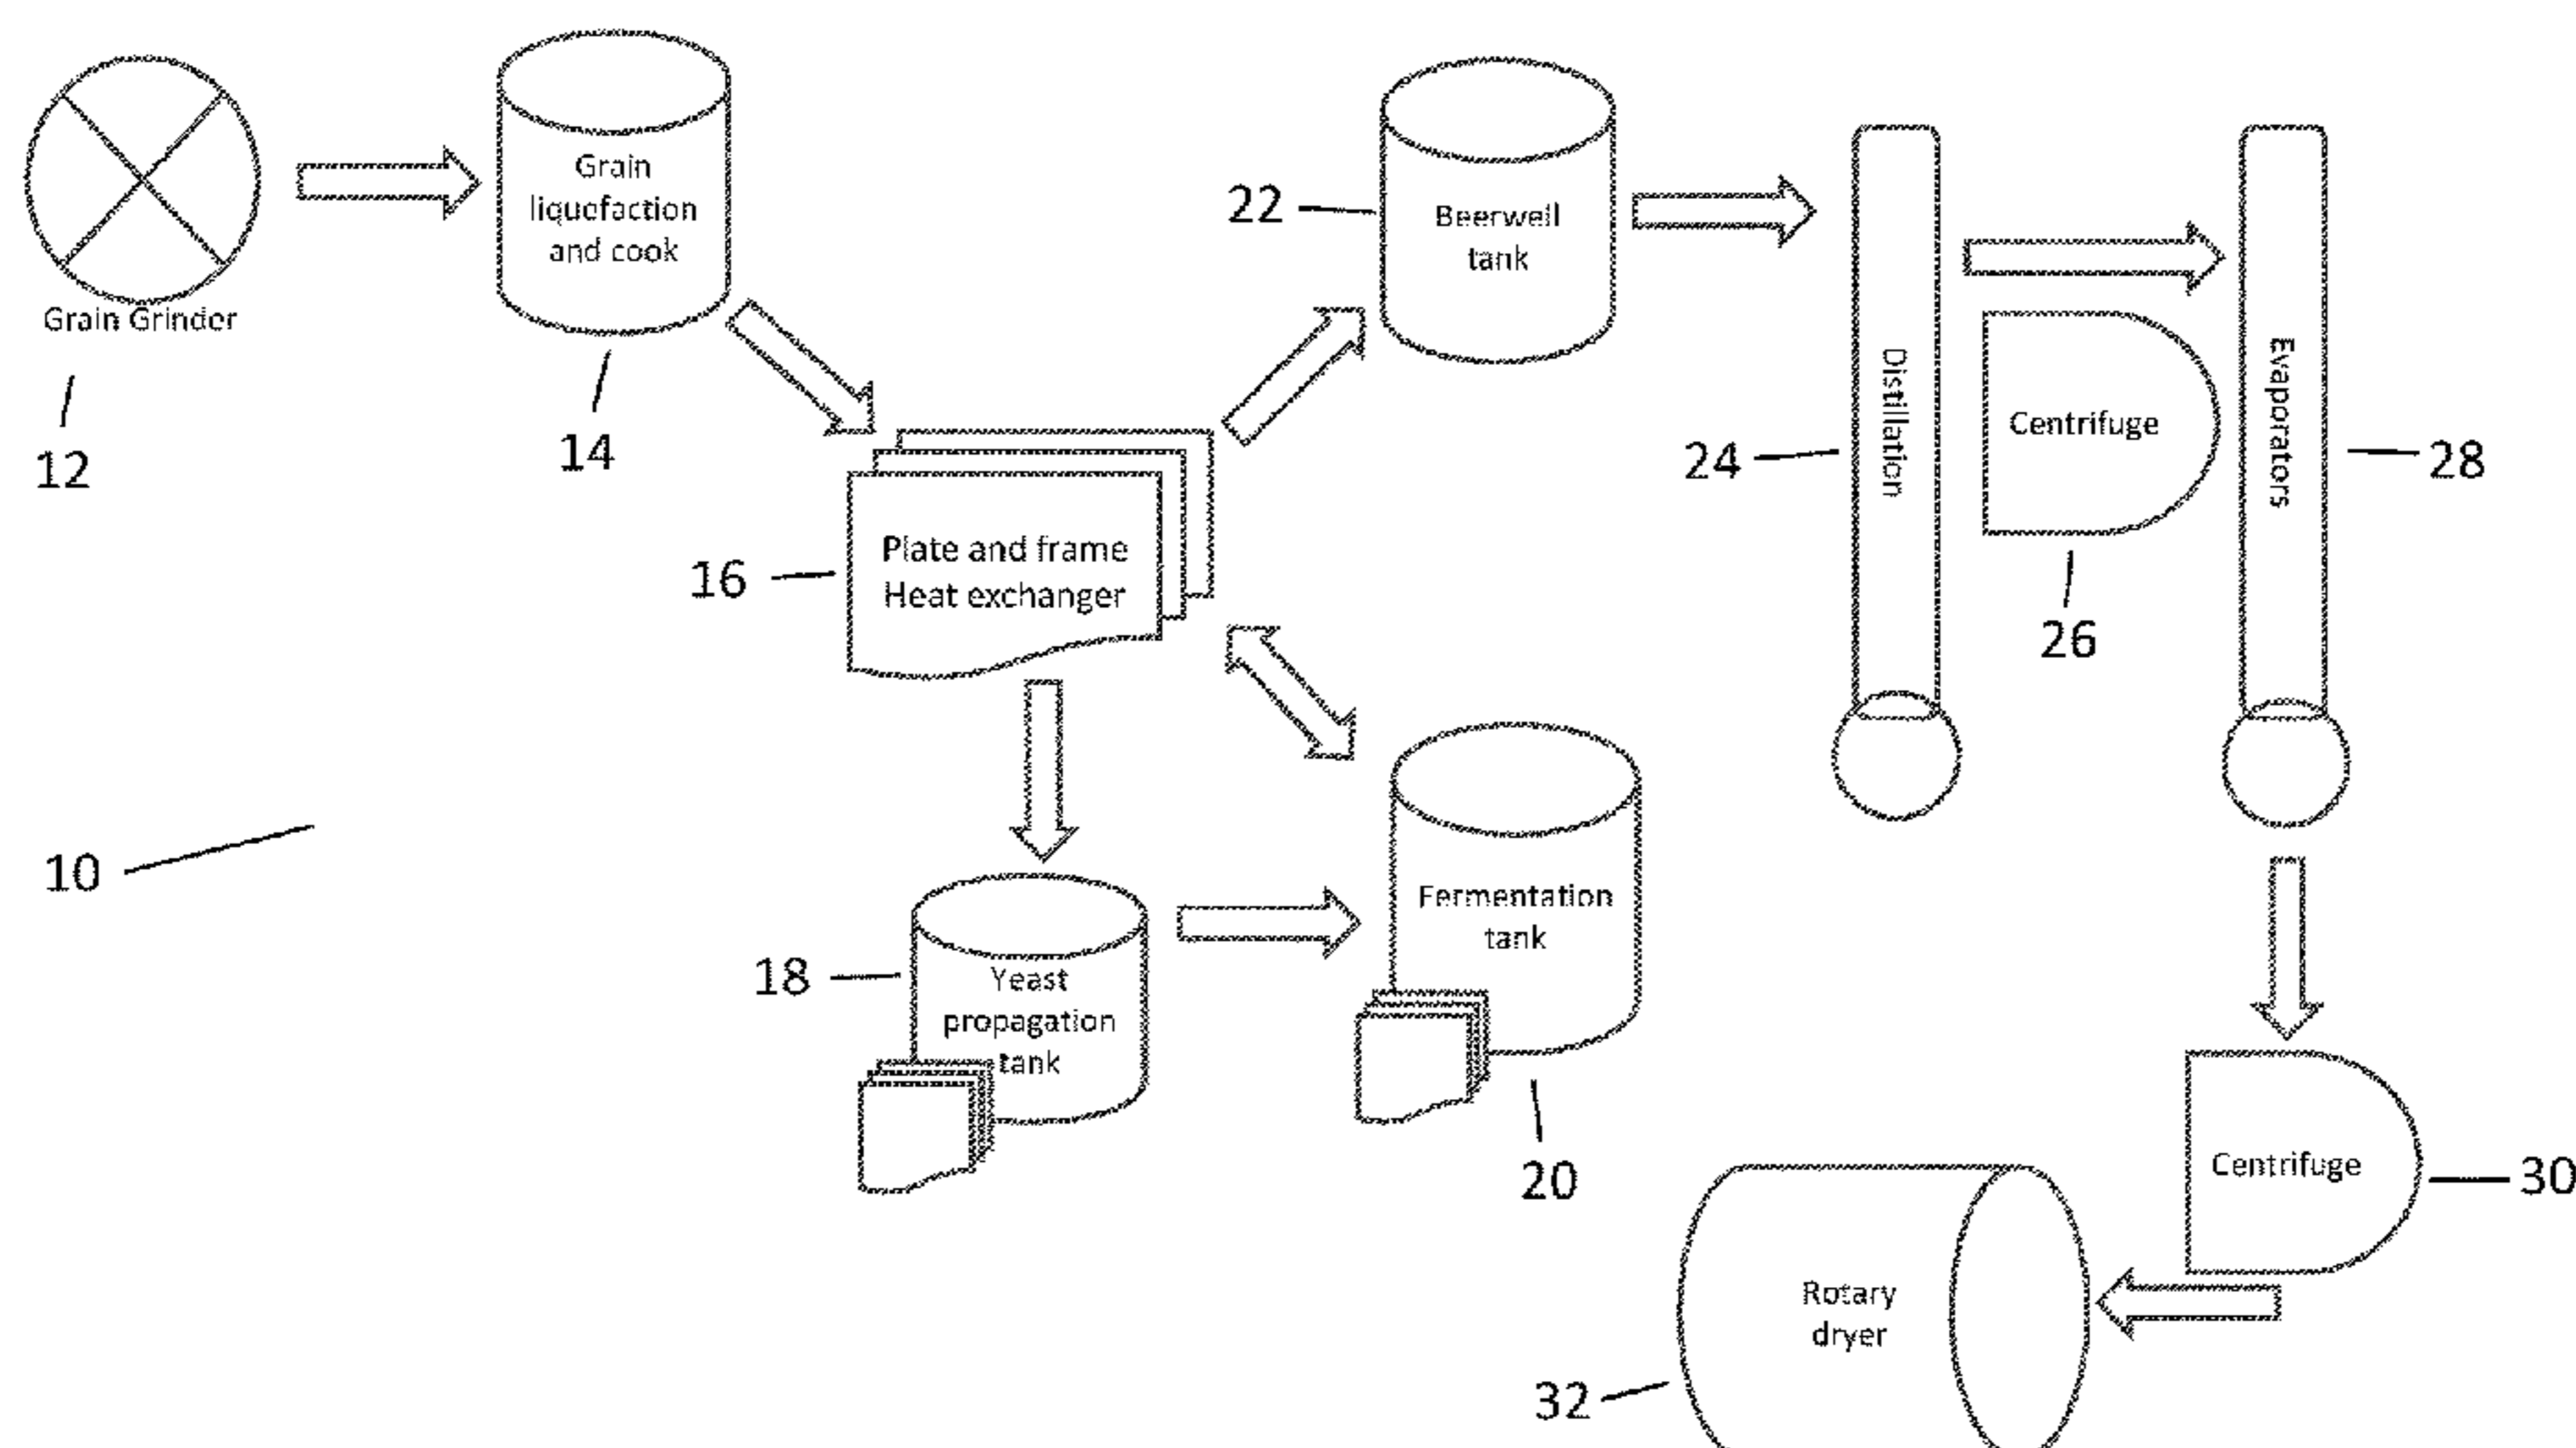 Grain Grinder
12
Grain
liquefaction
and cook
14
Plate and frame
Heat exchanger
16
Beerwell
tank
22
Distillation
24
Centrifuge
26
Evaporators
28
10
Yeast
propagation
tank
18
Fermentation
tank
20
Centrifuge
30
Rotary
dryer
32